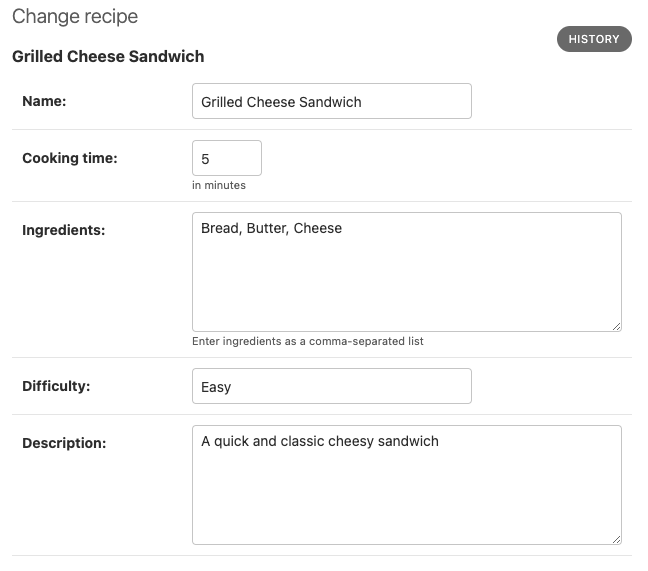 Change recipe
HISTORY
Grilled Cheese Sandwich
Name:
Grilled Cheese Sandwich
Cooking time:
5
in minutes
Ingredients:
Bread, Butter, Cheese
Enter ingredients as a comma-separated list
Difficulty:
Easy
Description:
A quick and classic cheesy sandwich